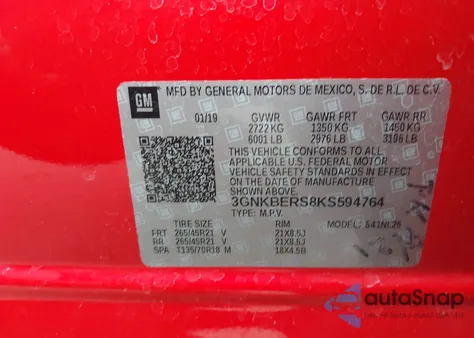 GM
MFD BY GENERAL MOTORS DE MEXICO, S. DE R.L. DE C.V.
01/19 GVWR GAWR FRT GAWR RR
2722 KG 1350 KG 1450 KG
6001 LB 2976 LB 3196 LB
THIS VEHICLE CONFORMS TO ALL
APPLICABLE U.S. FEDERAL MOTOR
VEHICLE SAFETY STANDARDS IN EFFECT
ON THE DATE OF MANUFACTURE
SHOWN ABOVE.
3GNKBERS8KS594764
TYPE: M.P.V. MODEL:
TIRE SIZE RIM
FRT 265/45R21 V 21X8.5J
RR 265/45R21 V 21X8.5J
SPA T135/70R18 M 18X4.5B
autoSnap